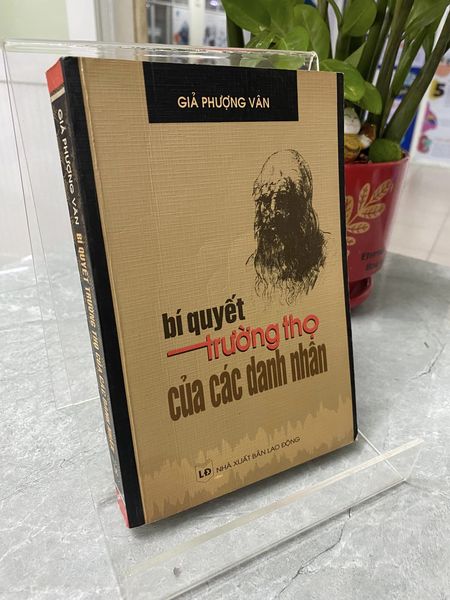 GIẢ PHƯỢNG VÂN
bí quyết
trường thọ
của các danh nhân
LĐ
NHÀ XUẤT BẢN LAO ĐỘNG
GIẢ PHƯỢNG VÂN BÍ QUYẾT TRƯỜNG THỌ CỦA CÁC DANH NHÂN
5